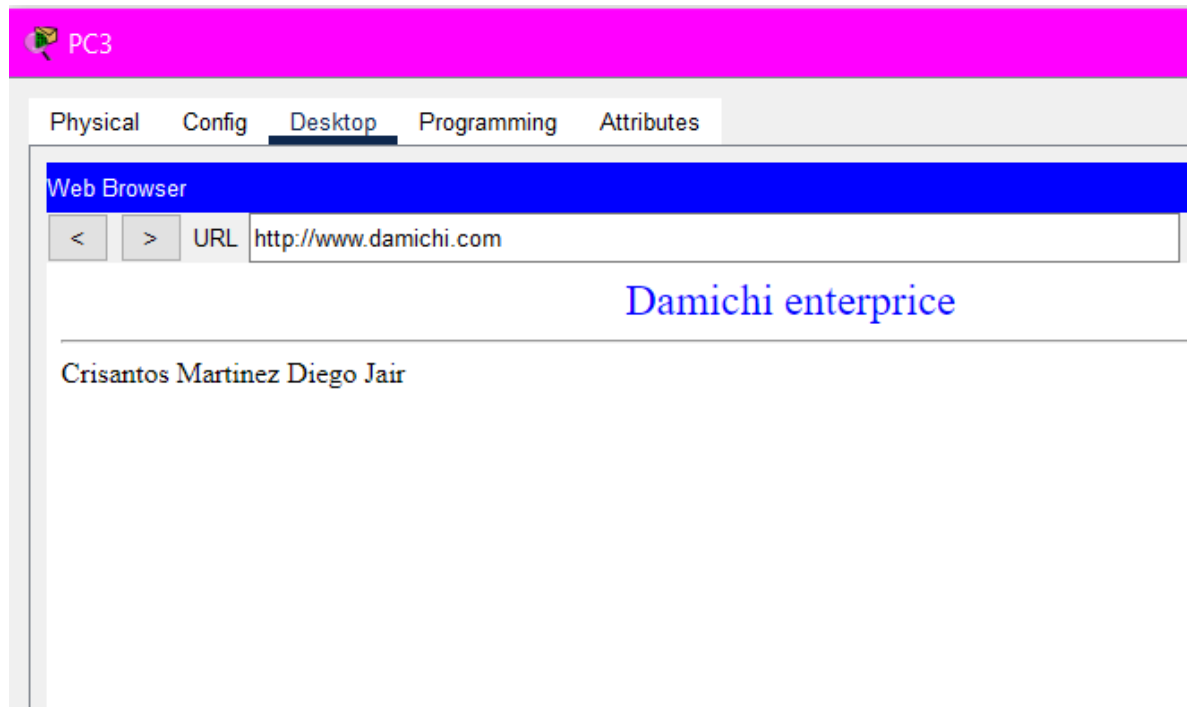 PC3
Physical Config Desktop Programming Attributes
Web Browser
< > URL http://www.damichi.com
Damichi enterprice
Crisantos Martinez Diego Jair